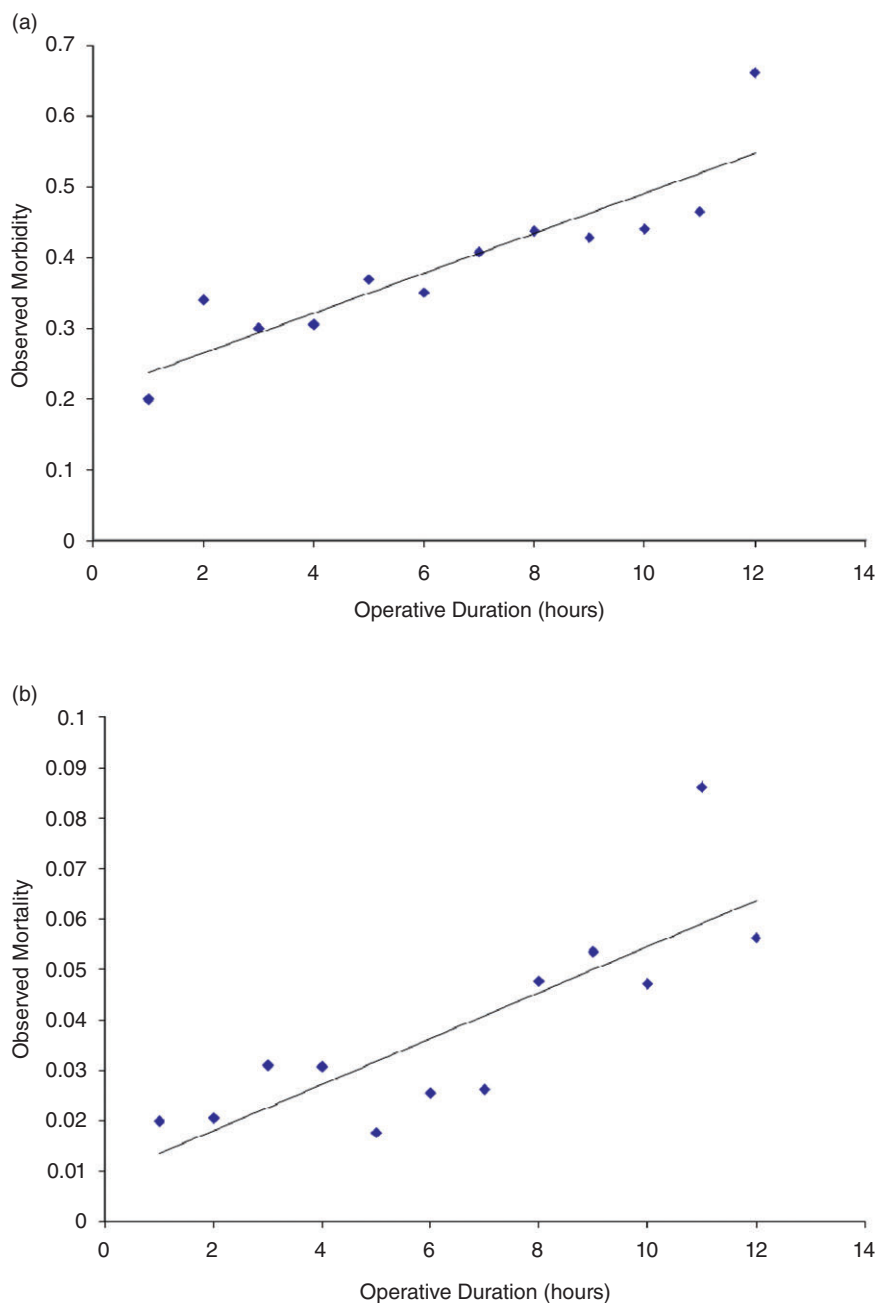 (a)
0.7
0.6
0.5
0.4
0.3
0.2
0.1
0
Observed Morbidity
0 2 4 6 8 10 12 14
Operative Duration (hours)
(b)
0.1
0.09
0.08
0.07
0.06
0.05
0.04
0.03
0.02
0.01
0
Observed Mortality
0 2 4 6 8 10 12 14
Operative Duration (hours)